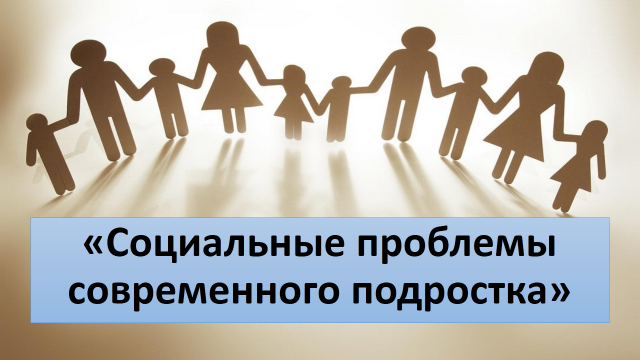 «Социальные проблемы
современного подростка»